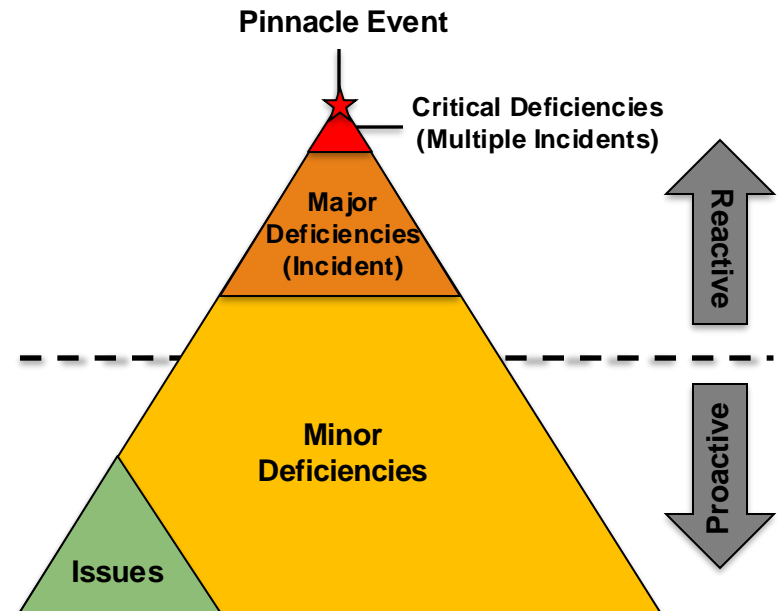 Pinnacle Event
Critical Deficiencies
(Multiple Incidents)
Major
Deficiencies
(Incident)
Reactive
Minor
Deficiencies
Proactive
Issues